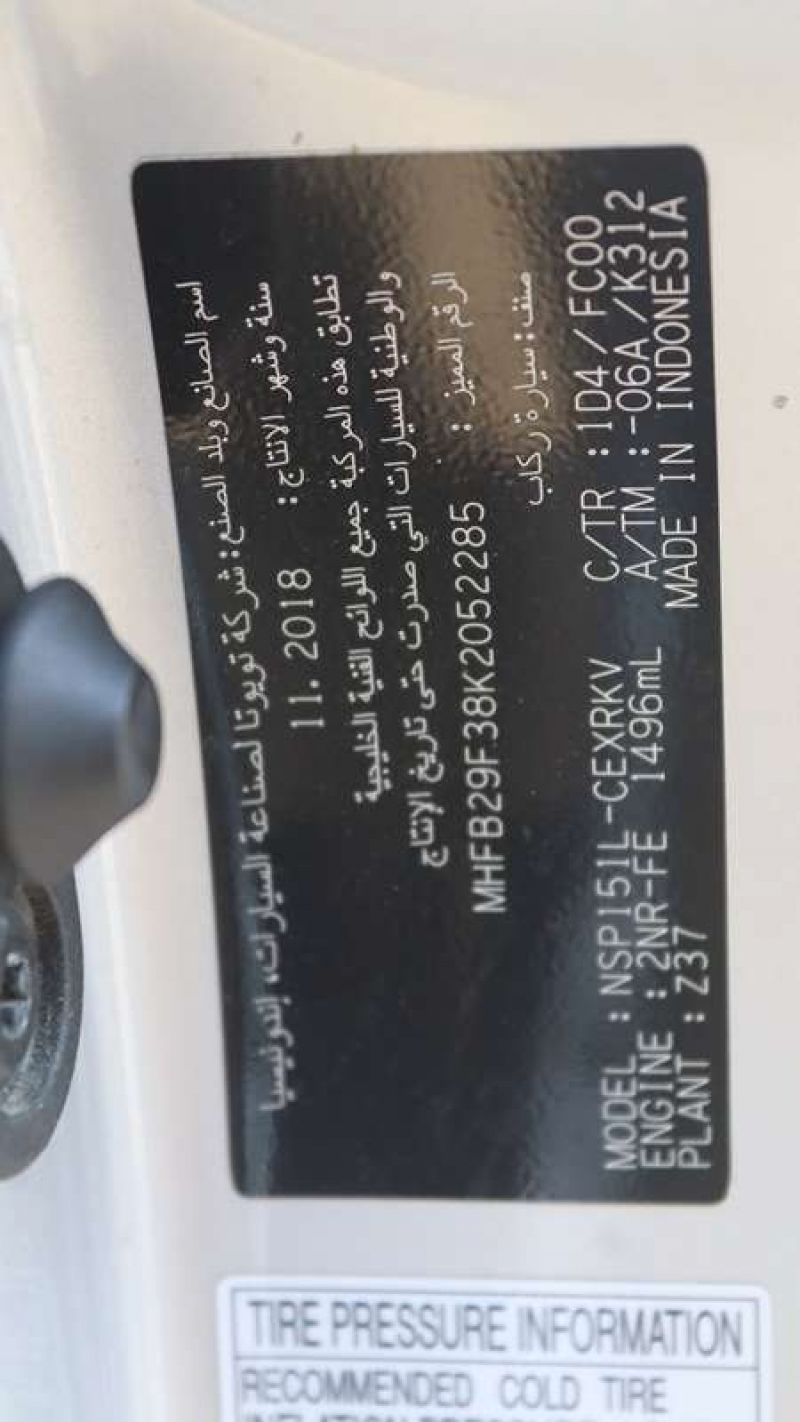 اسم الصانع وبلد الصنع: شركة تويوتا لصناعة السيارات، إندونيسيا
سنة وشهر الانتاج: 11. 2018
تطابق هذه المركبة جميع اللوائح الفنية الخليجية
والوطنية للسيارات التي صدرت حتى تاريخ الإنتاج
الرقم المميز : MHFB29F38K2052285
صنف: سيارة ركاب
MODEL : NSP151L-CEXRKV C/TR : 1D4/FC00
ENGINE : 2NR-FE 1496mL A/TM : -06A/K312
PLANT : Z37 MADE IN INDONESIA
TIRE PRESSURE INFORMATION
RECOMMENDED COLD TIRE